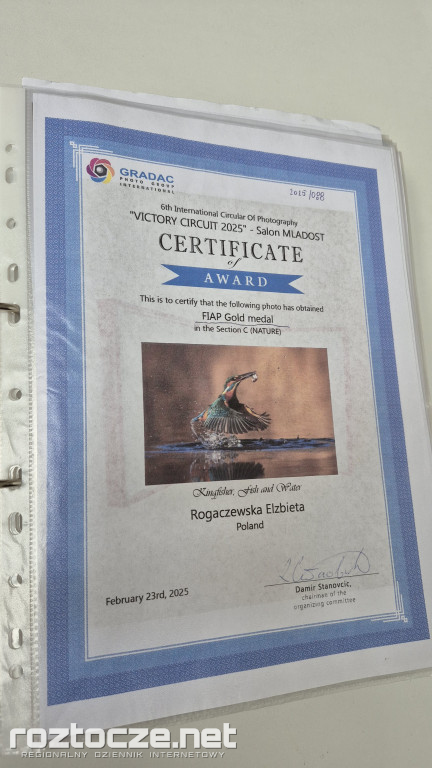 GRADAC
PHOTO GROUP
INTERNATIONAL
2025/088
6th International Circular Of Photography
"VICTORY CIRCUIT 2025" - Salon MLADOST
CERTIFICATE
of
AWARD
This is to certify that the following photo has obtained
FIAP Gold medal
in the Section C (NATURE)
Kingfisher, Fish and Water
Rogaczewska Elzbieta
Poland
February 23rd, 2025
Damir Stanovcic,
chairman of the
organizing committee
roztocze.net
REGIONALNY DZIENNIK INTERNETOWY